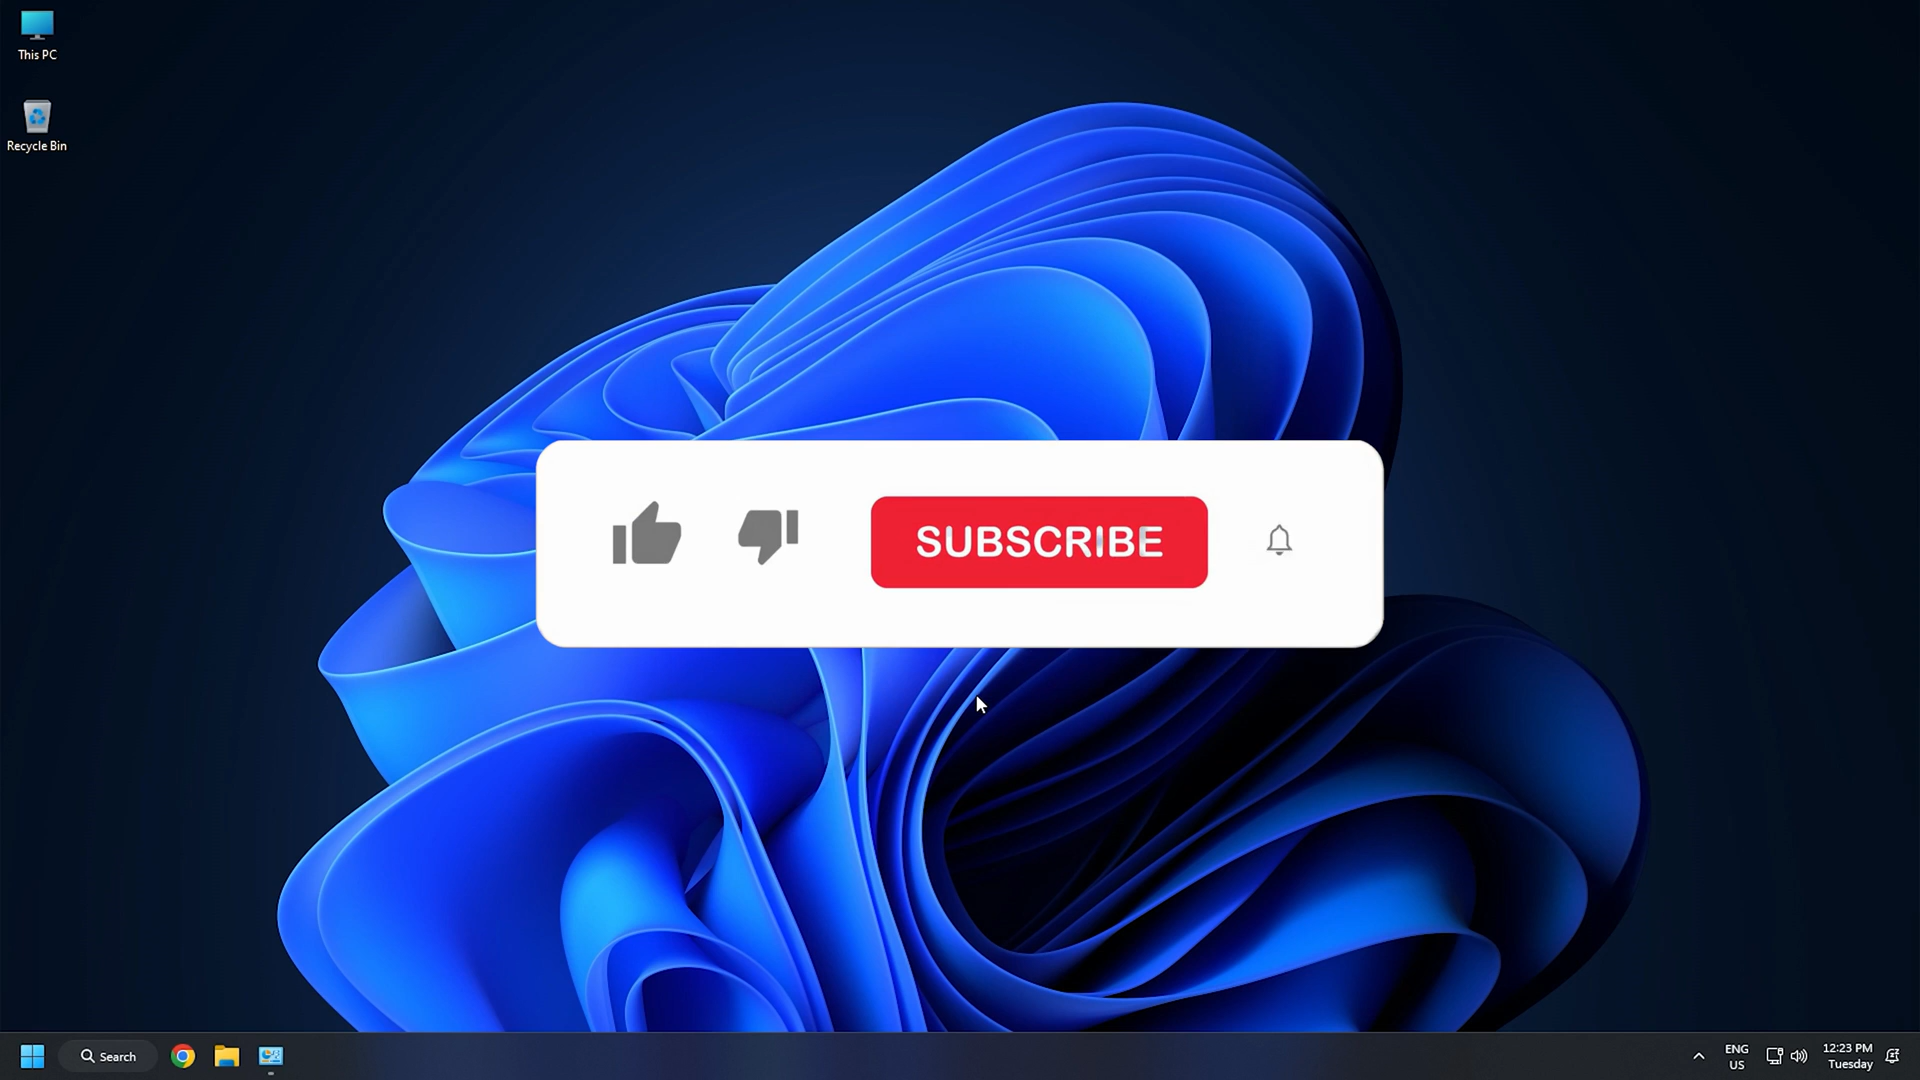 This PC
Recycle Bin
SUBSCRIBE
Search
ENG
US
12:23 PM
Tuesday